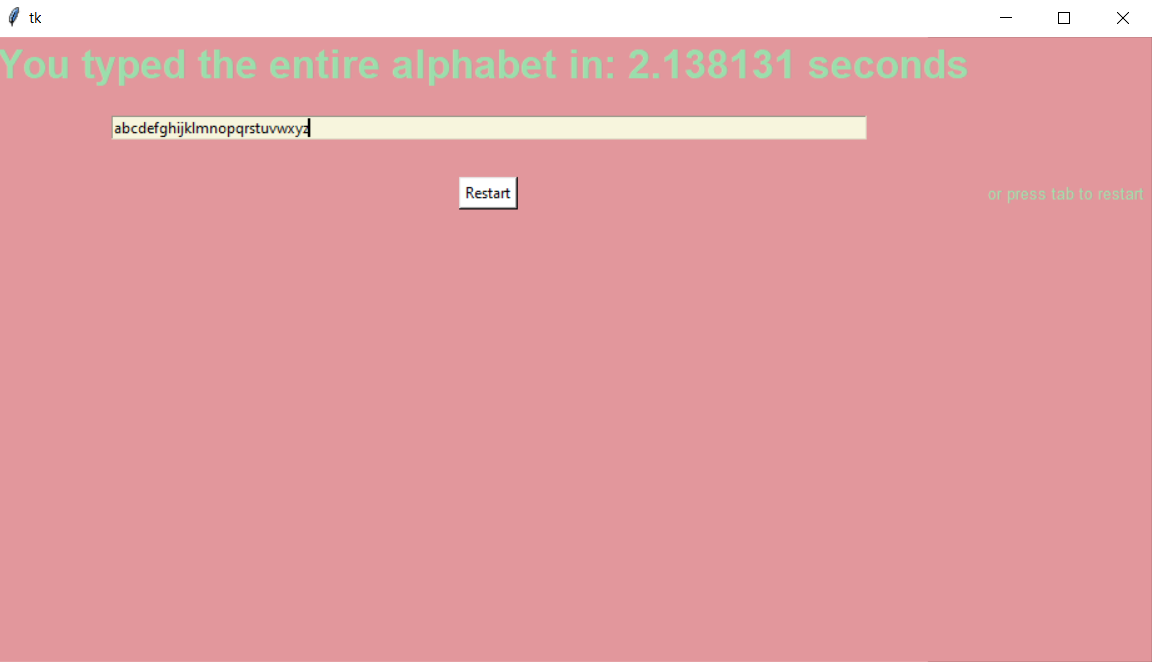 tk
You typed the entire alphabet in: 2.138131 seconds
abcdefghijklmnopqrstuvwxyz
Restart
or press tab to restart